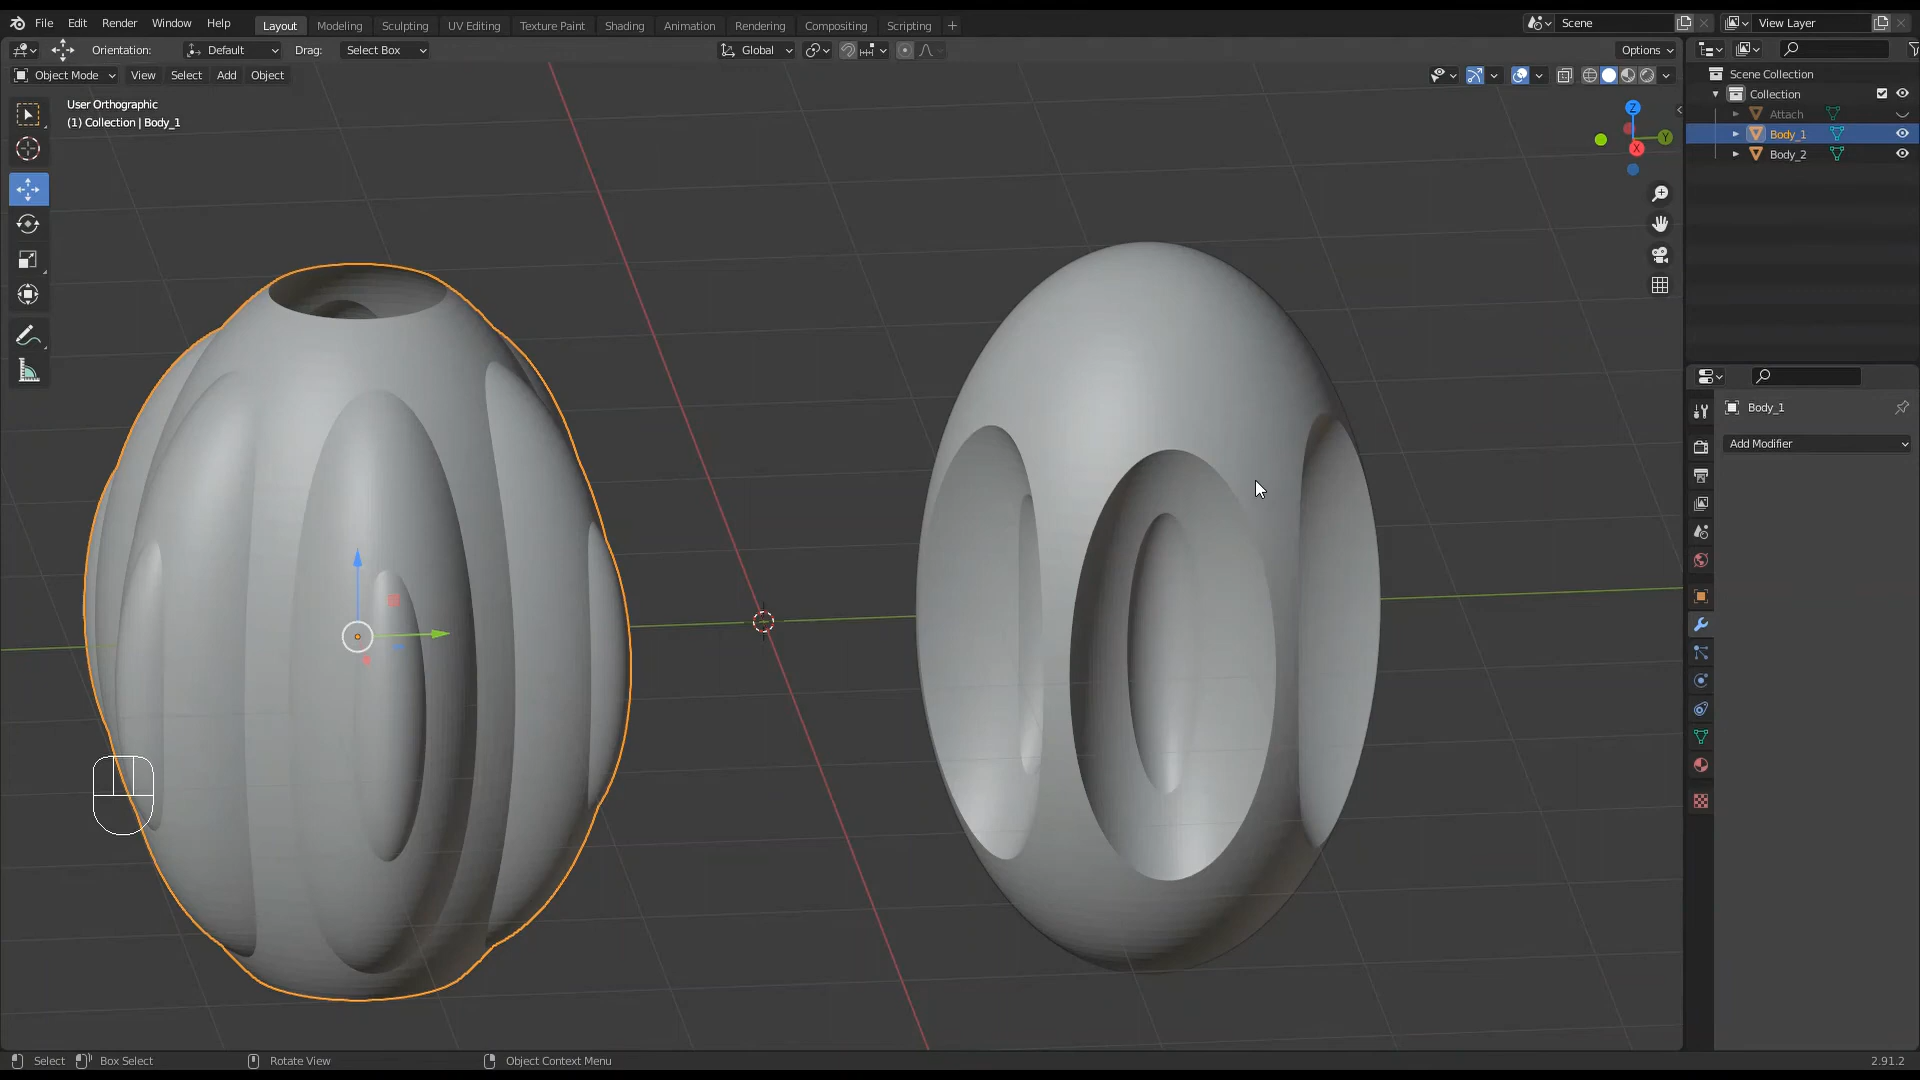 File Edit Render Window Help Layout Modeling Sculpting UV Editing Texture Paint Shading Animation Rendering Compositing Scripting + Scene View Layer
Orientation: Default Drag: Select Box Global Options
Object Mode View Select Add Object
Scene Collection
Collection
Attach
Body_1
Body_2
User Orthographic
(1) Collection | Body_1
Z
Y
X
Body_1
Add Modifier
Select Box Select Rotate View Object Context Menu 2.91.2